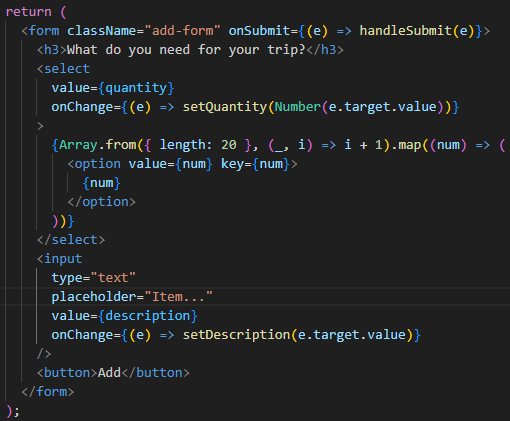 return (
<form className="add-form" onSubmit={(e) => handleSubmit(e)}>
<h3>What do you need for your trip?</h3>
<select
value={quantity}
onChange={(e) => setQuantity(Number(e.target.value))}
>
{Array.from({ length: 20 }, (_, i) => i + 1).map((num) => (
<option value={num} key={num}>
{num}
</option>
))}
</select>
<input
type="text"
placeholder="Item..."
value={description}
onChange={(e) => setDescription(e.target.value)}
/>
<button>Add</button>
</form>
);